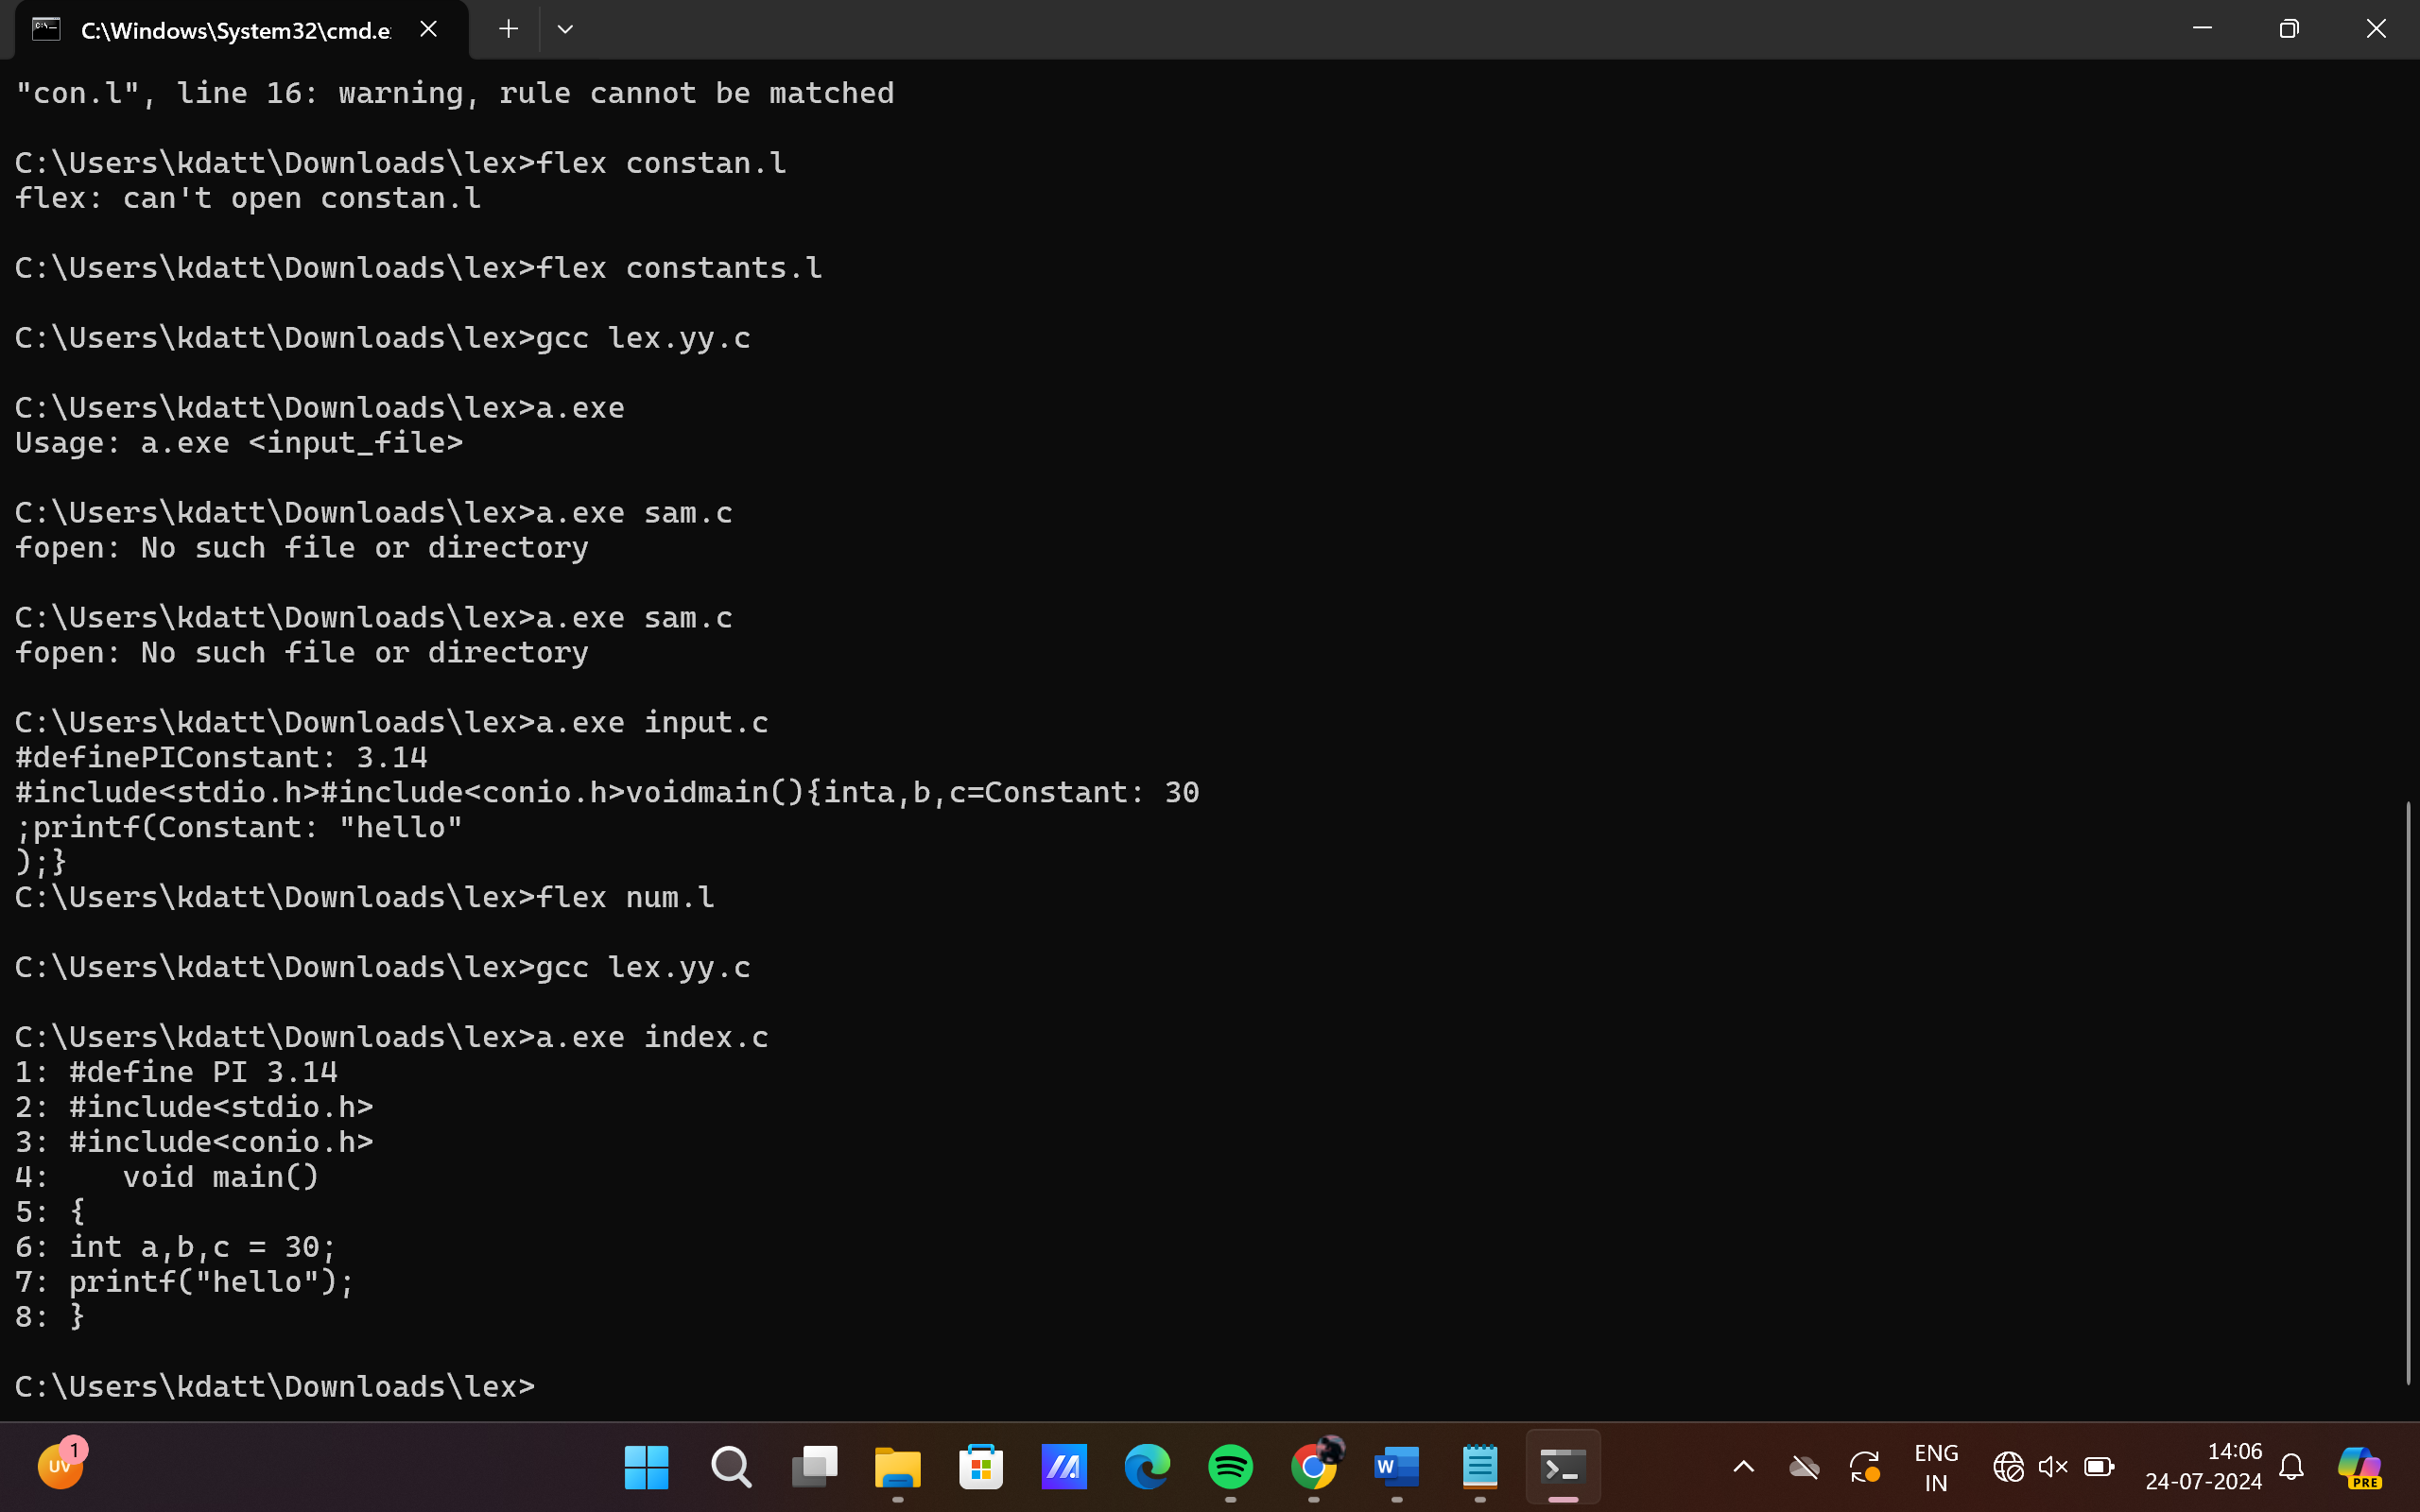 C:\Windows\System32\cmd.e
"con.l", line 16: warning, rule cannot be matched
C:\Users\kdatt\Downloads\lex>flex constan.l
flex: can't open constan.l
C:\Users\kdatt\Downloads\lex>flex constants.l
C:\Users\kdatt\Downloads\lex>gcc lex.yy.c
C:\Users\kdatt\Downloads\lex>a.exe
Usage: a.exe <input_file>
C:\Users\kdatt\Downloads\lex>a.exe sam.c
fopen: No such file or directory
C:\Users\kdatt\Downloads\lex>a.exe sam.c
fopen: No such file or directory
C:\Users\kdatt\Downloads\lex>a.exe input.c
#definePIConstant: 3.14
#include<stdio.h>#include<conio.h>voidmain(){inta,b,c=Constant: 30
;printf(Constant: "hello"
);}
C:\Users\kdatt\Downloads\lex>flex num.l
C:\Users\kdatt\Downloads\lex>gcc lex.yy.c
C:\Users\kdatt\Downloads\lex>a.exe index.c
1: #define PI 3.14
2: #include<stdio.h>
3: #include<conio.h>
4:    void main()
5: {
6: int a,b,c = 30;
7: printf("hello");
8: }
C:\Users\kdatt\Downloads\lex>
UV 1
W
ENG
IN
14:06
24-07-2024
PRE